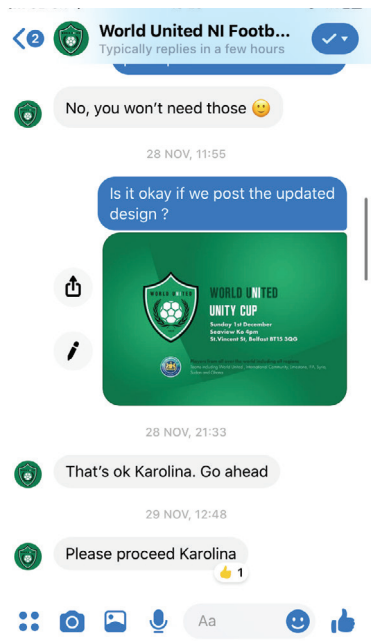 2
World United NI Footb...
Typically replies in a few hours
No, you won't need those
28 NOV, 11:55
Is it okay if we post the updated
design ?
WORLD UNITED
WORLD UNITED
UNITY CUP
Sunday 1st December
Seaview Ko 4pm
St.Vincent St, Belfast BT15 3QG
28 NOV, 21:33
That's ok Karolina. Go ahead
29 NOV, 12:48
Please proceed Karolina
1
Aa